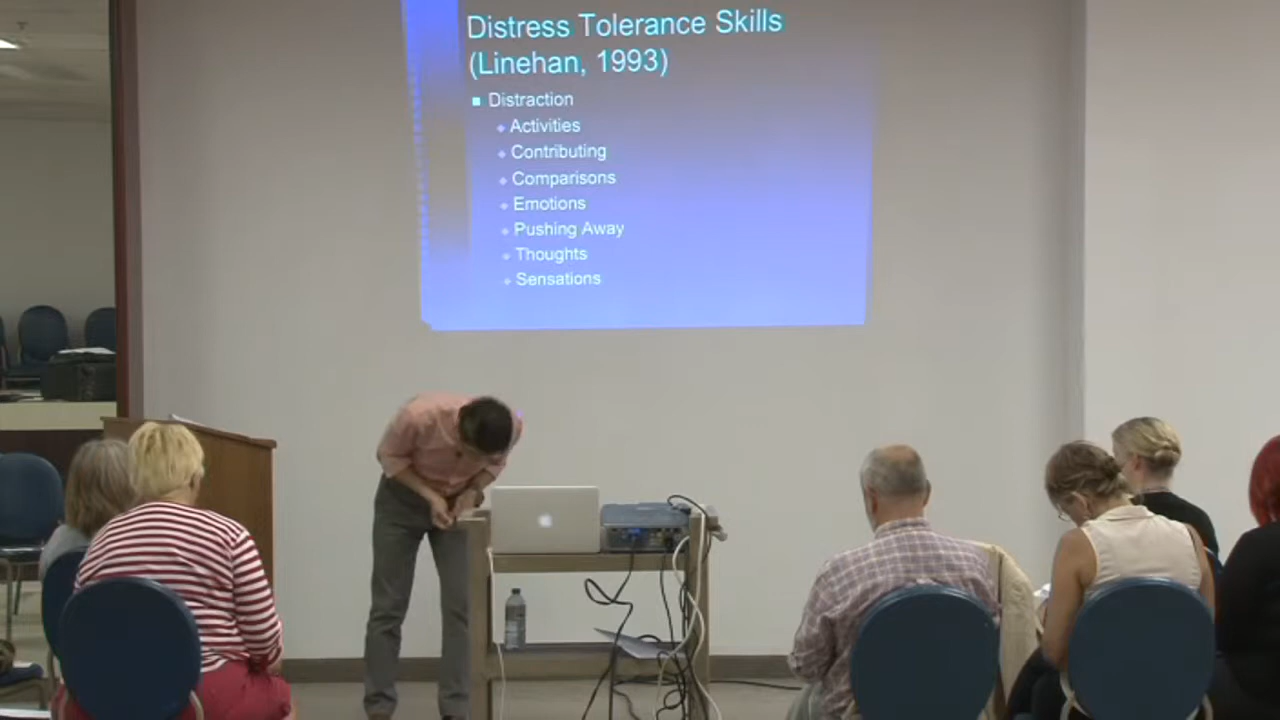 Distress Tolerance Skills
(Linehan, 1993)
Distraction
Activities
Contributing
Comparisons
Emotions
Pushing Away
Thoughts
Sensations